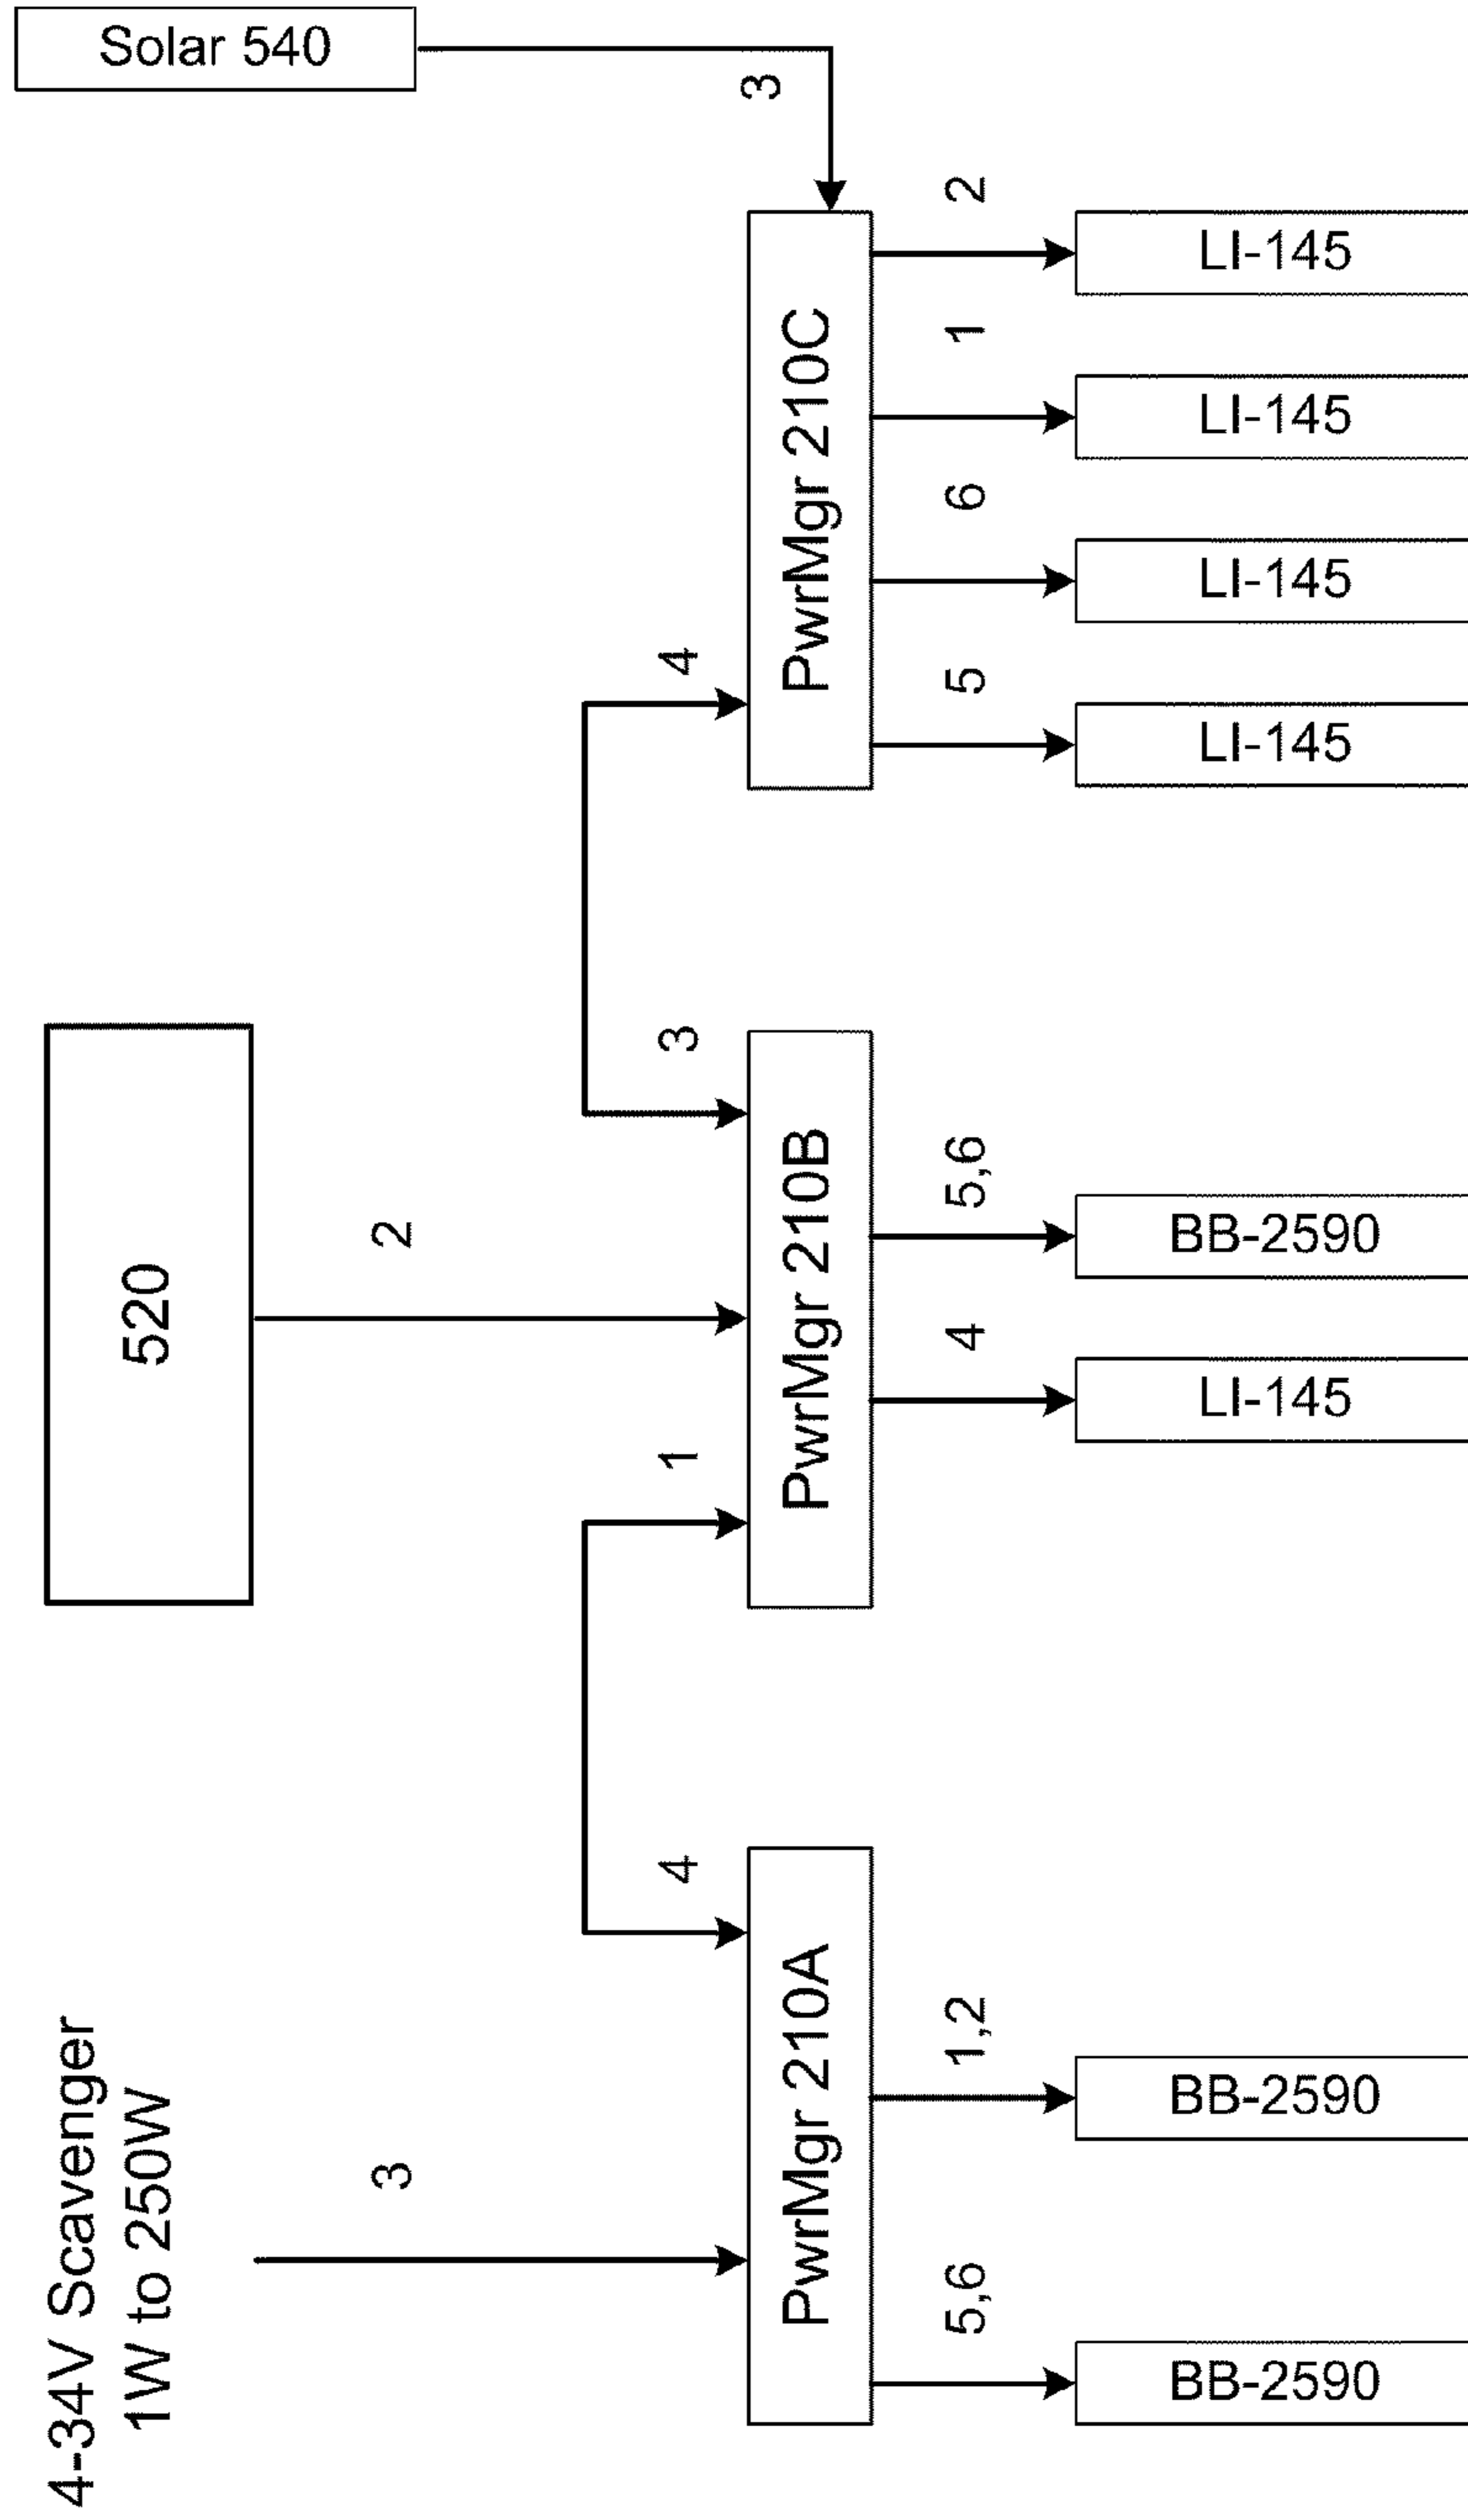 Solar 540
3
PwrMgr 210C
2
LI-145
1
LI-145
6
LI-145
5
LI-145
4
3
520
2
PwrMgr 210B
5,6
BB-2590
4
LI-145
1
4
4-34V Scavenger
1W to 250W
3
PwrMgr 210A
1,2
BB-2590
5,6
BB-2590